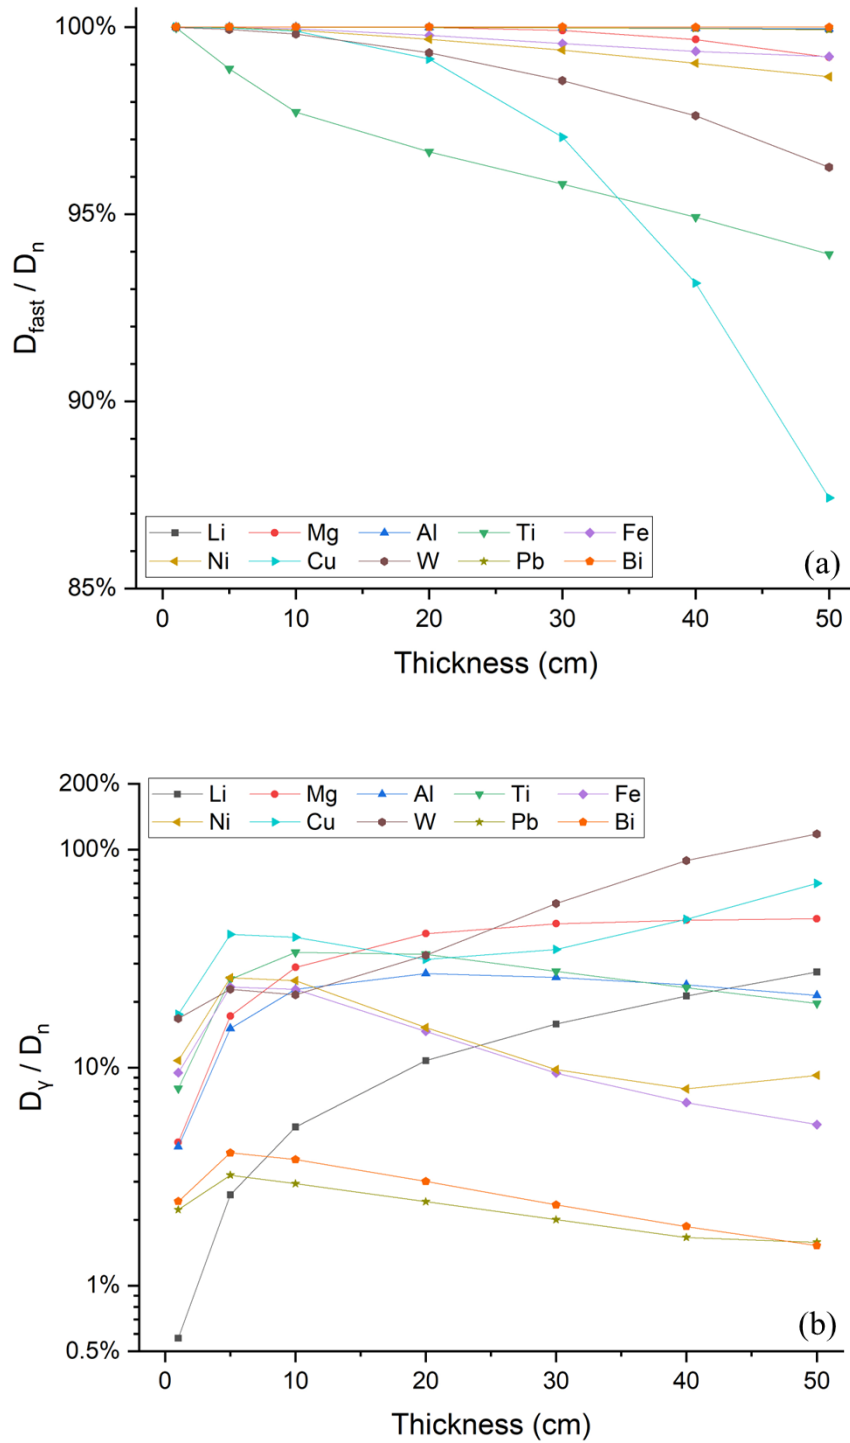 100%
95%
90%
85%
D_fast / D_n
Li Mg Al Ti Fe
Ni Cu W Pb Bi
(a)
0 10 20 30 40 50
Thickness (cm)
200%
100%
10%
1%
0.5%
D_γ / D_n
Li Mg Al Ti Fe
Ni Cu W Pb Bi
(b)
0 10 20 30 40 50
Thickness (cm)